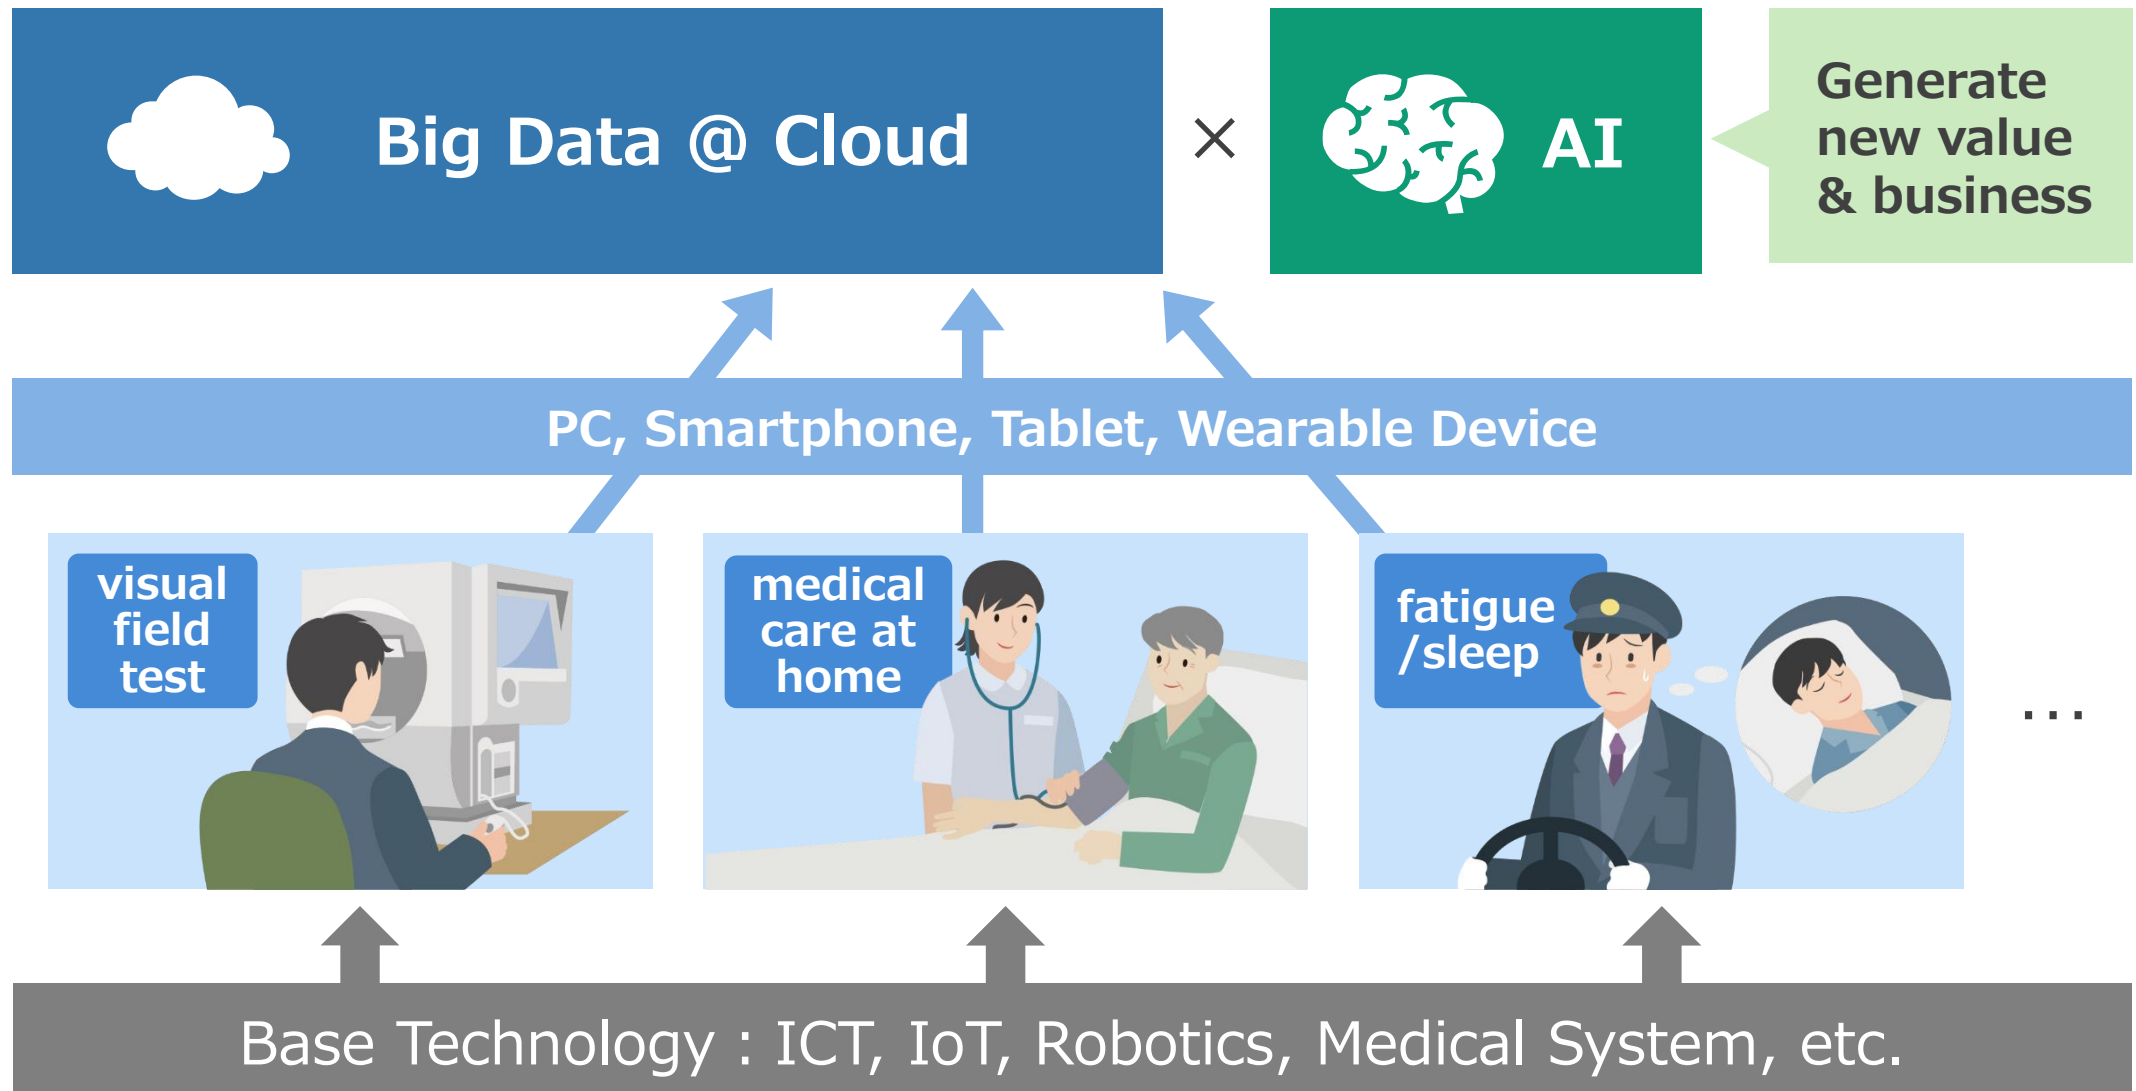 Big Data @ Cloud
×
AI
Generate
new value
& business
PC, Smartphone, Tablet, Wearable Device
visual
field
test
medical
care at
home
fatigue
/sleep
...
Base Technology : ICT, IoT, Robotics, Medical System, etc.